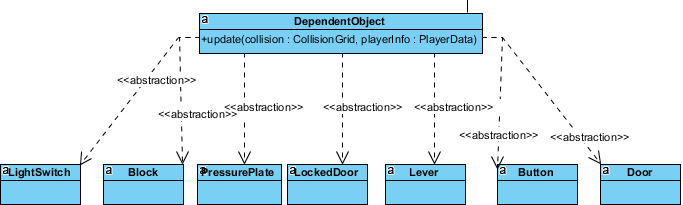 a
DependentObject
+update(collision : CollisionGrid, playerInfo : PlayerData)
<<abstraction>>
<<abstraction>>
<<abstraction>>
<<abstraction>>
<<abstraction>>
<<abstraction>>
<<abstraction>>
a LightSwitch
a Block
a PressurePlate
a LockedDoor
a Lever
a Button
a Door